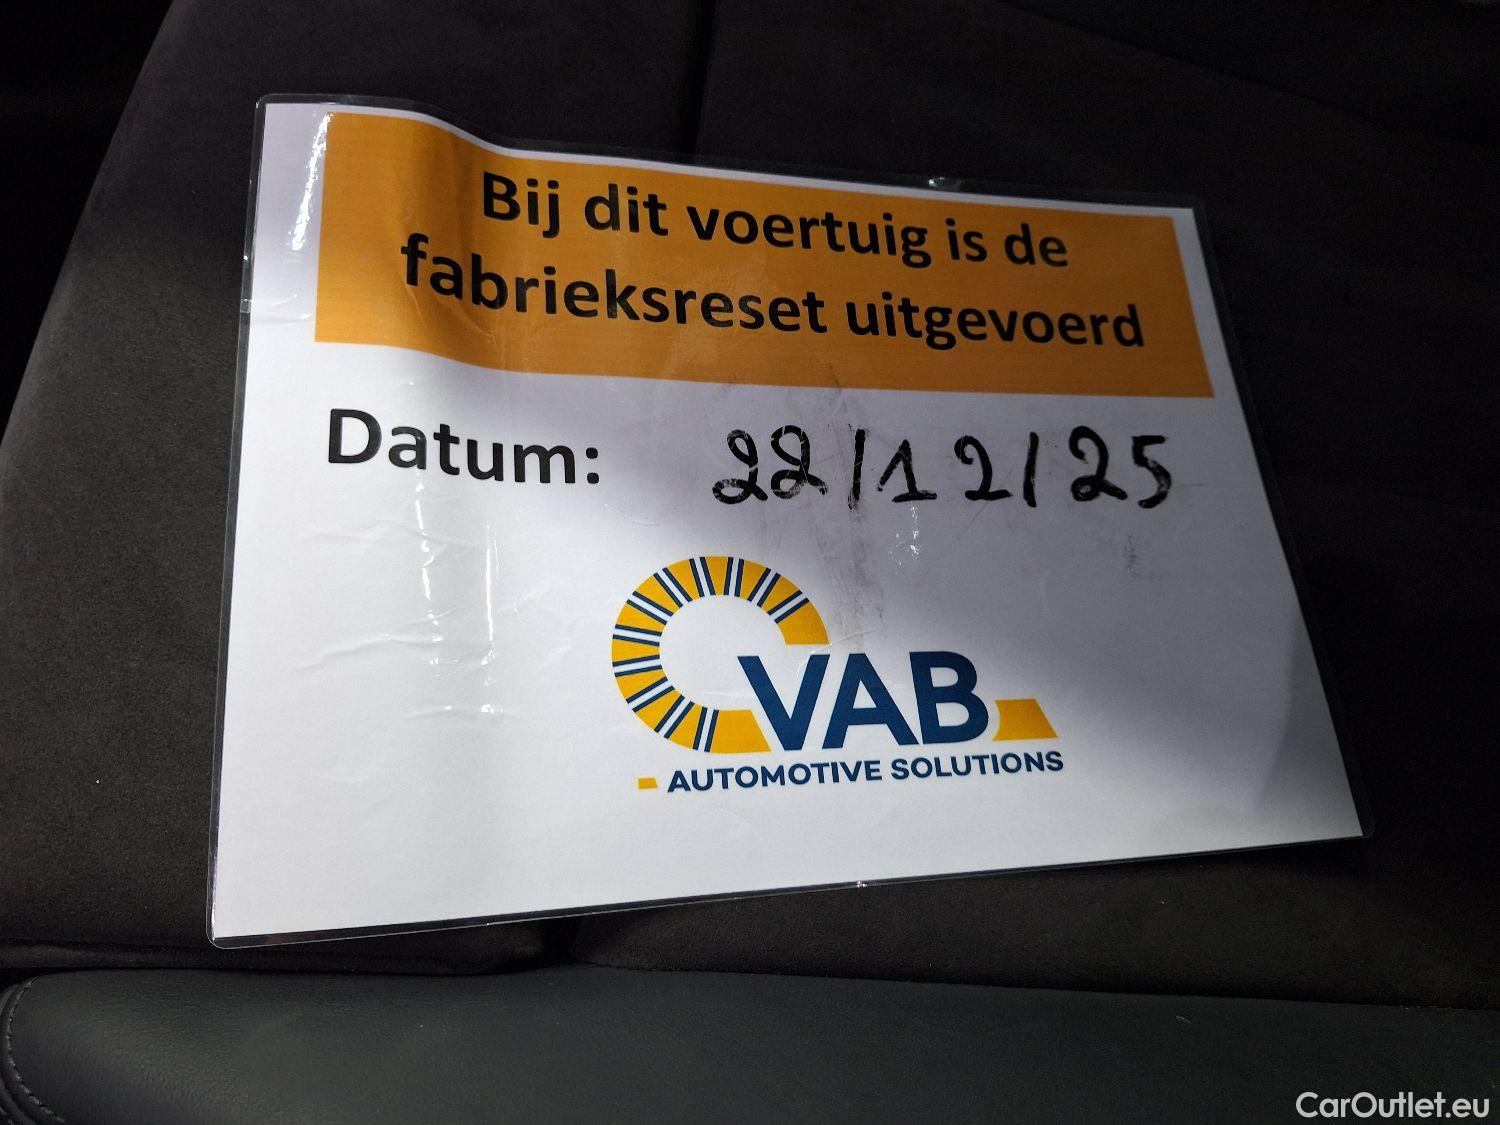 Bij dit voertuig is de
fabrieksreset uitgevoerd
Datum: 22/12/25
VAB
AUTOMOTIVE SOLUTIONS
CarOutlet.eu